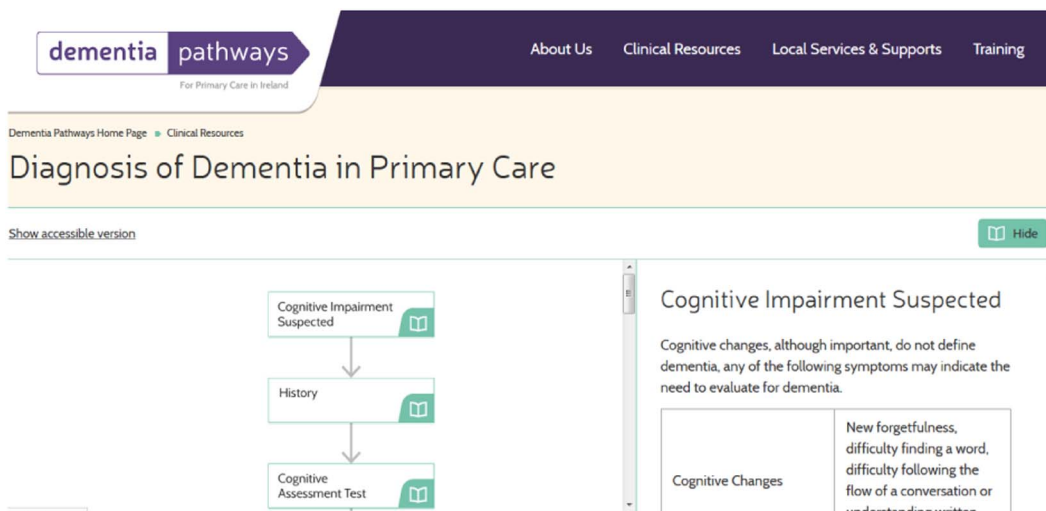 dementia pathways
For Primary Care in Ireland
About Us Clinical Resources Local Services & Supports Training
Dementia Pathways Home Page » Clinical Resources
Diagnosis of Dementia in Primary Care
Show accessible version
Hide
Cognitive Impairment
Suspected
History
Cognitive
Assessment Test
Cognitive Impairment Suspected
Cognitive changes, although important, do not define
dementia, any of the following symptoms may indicate the
need to evaluate for dementia.
Cognitive Changes
New forgetfulness,
difficulty finding a word,
difficulty following the
flow of a conversation or
understanding written